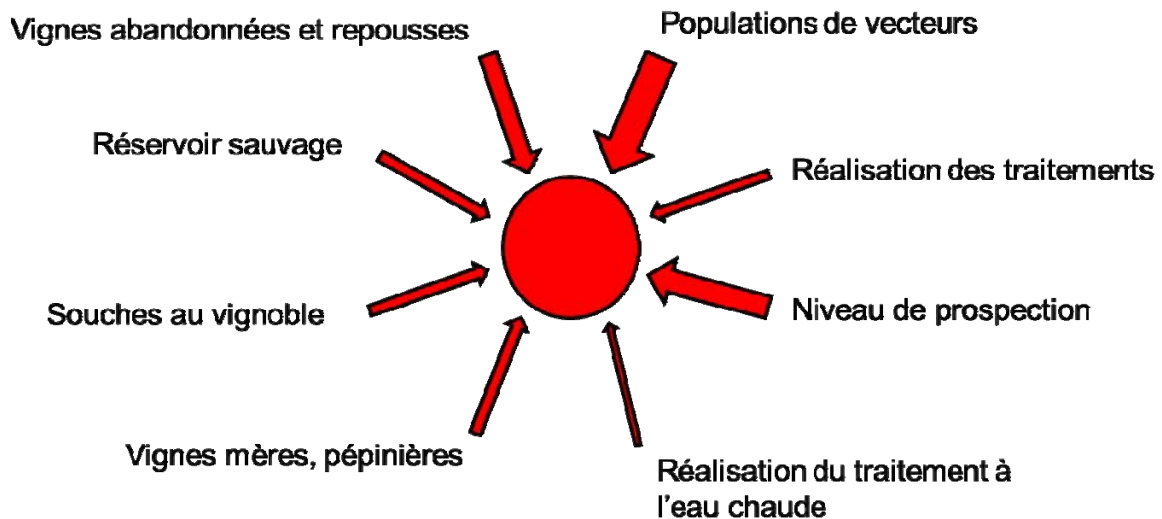 Vignes abandonnées et repousses
Populations de vecteurs
Réservoir sauvage
Réalisation des traitements
Souches au vignoble
Niveau de prospection
Vignes mères, pépinières
Réalisation du traitement à
l'eau chaude